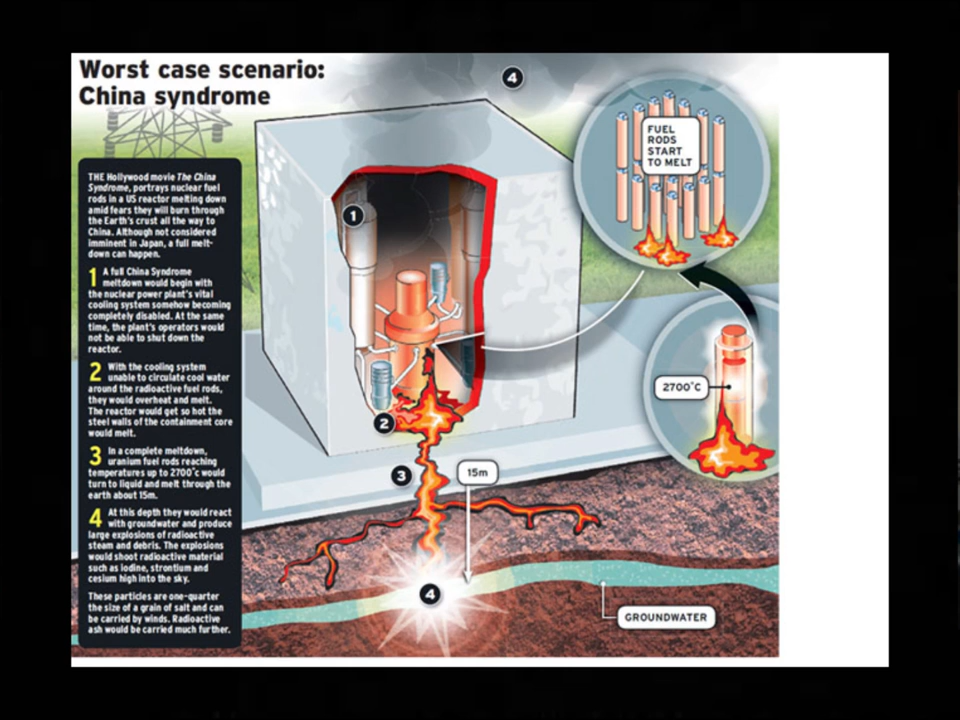 Worst case scenario:
China syndrome
THE Hollywood movie The China
Syndrome, portrays nuclear fuel
rods in a US reactor melting down
amid fears they will burn through
the Earth's crust all the way to
China. Although not considered
imminent in Japan, a full melt-
down can happen.
1 A full China Syndrome
meltdown would begin with
the nuclear power plant's vital
cooling system somehow becoming
completely disabled. At the same
time, the plant's operators would
not be able to shut down the
reactor.
2 With the cooling system
unable to circulate cool water
around the radioactive fuel rods,
they would overheat and melt.
The reactor would get so hot the
steel walls of the containment core
would melt.
3 In a complete meltdown,
uranium fuel rods reaching
temperatures up to 2700˚c would
turn to liquid and melt through the
earth about 15m.
4 At this depth they would react
with groundwater and produce
large explosions of radioactive
steam and debris. The explosions
would shoot radioactive material
such as iodine, strontium and
cesium high into the sky.
These particles are one-quarter
the size of a grain of salt and can
be carried by winds. Radioactive
ash would be carried much further.
4
1
FUEL
RODS
START
TO MELT
2700˚C
2
3
15m
4
GROUNDWATER